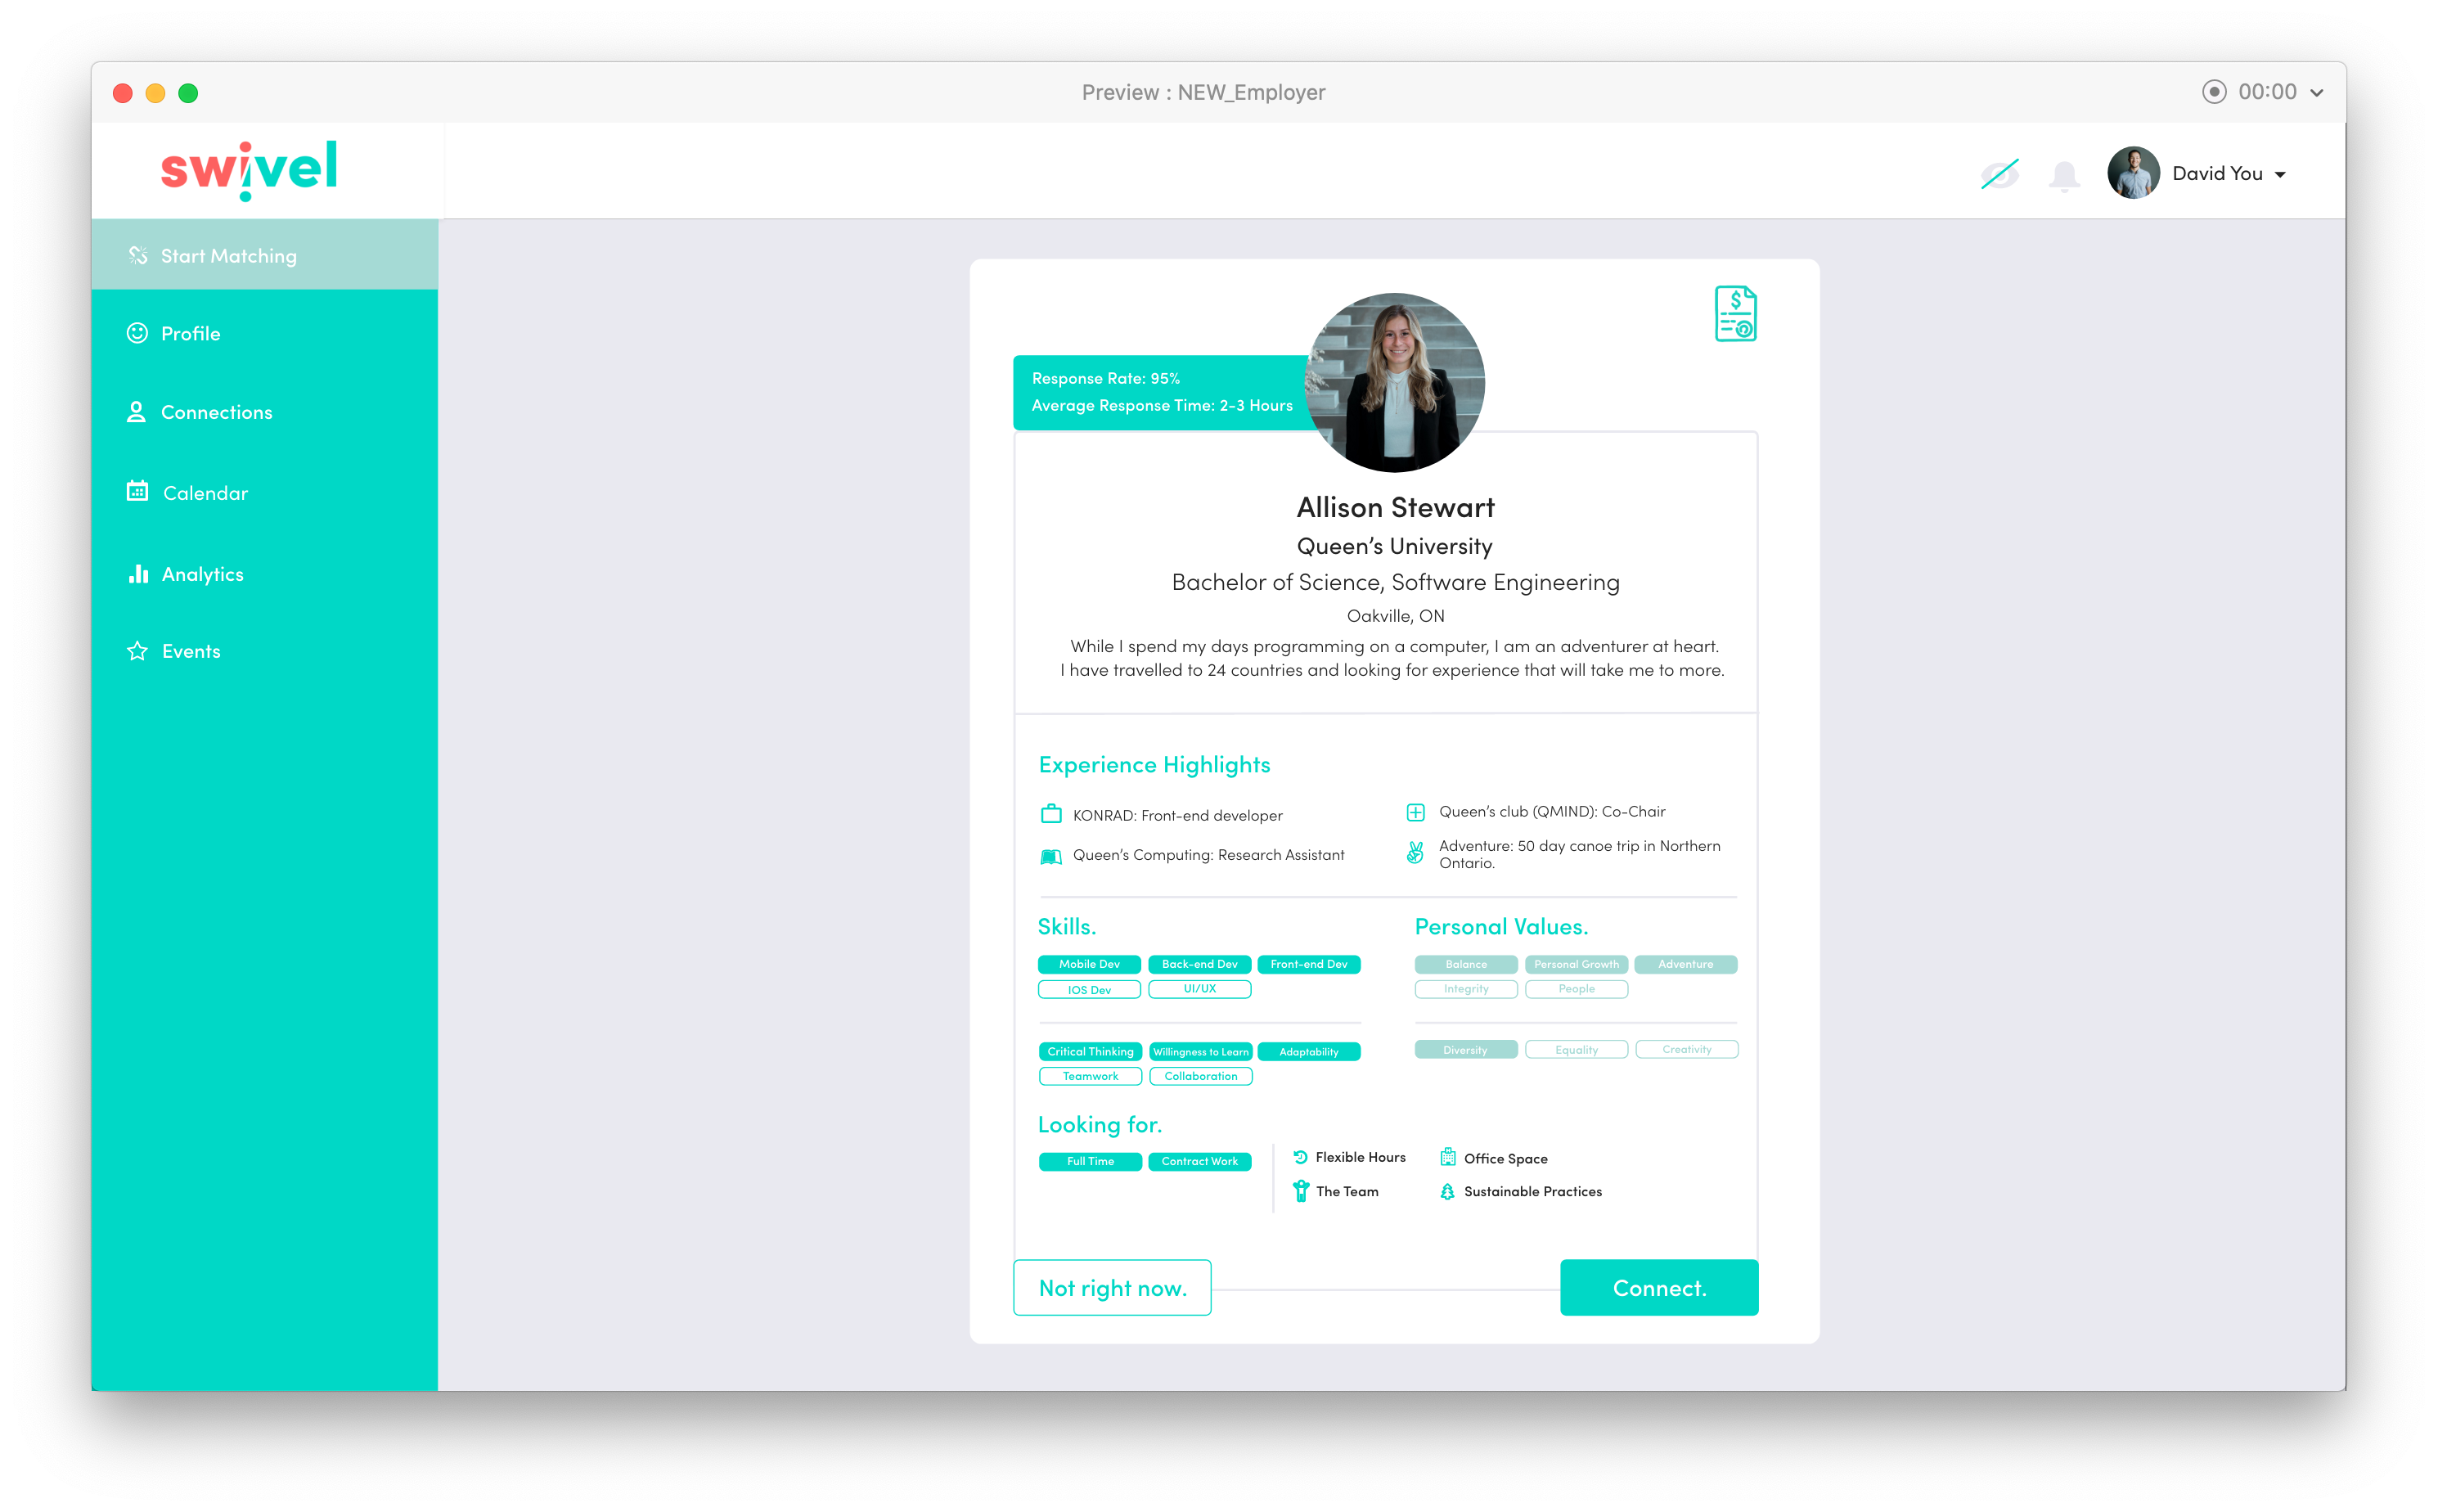 Preview : NEW_Employer
00:00
swivel
David You
Start Matching
Profile
Connections
Calendar
Analytics
Events
Response Rate: 95%
Average Response Time: 2-3 Hours
Allison Stewart
Queen's University
Bachelor of Science, Software Engineering
Oakville, ON
While I spend my days programming on a computer, I am an adventurer at heart.
I have travelled to 24 countries and looking for experience that will take me to more.
Experience Highlights
KONRAD: Front-end developer
Queen's Computing: Research Assistant
Queen's club (QMIND): Co-Chair
Adventure: 50 day canoe trip in Northern
Ontario.
Skills.
Mobile Dev Back-end Dev Front-end Dev
IOS Dev UI/UX
Critical Thinking Willingness to Learn Adaptability
Teamwork Collaboration
Personal Values.
Balance Personal Growth Adventure
Integrity People
Diversity Equality Creativity
Looking for.
Full Time Contract Work
Flexible Hours Office Space
The Team Sustainable Practices
Not right now. Connect.